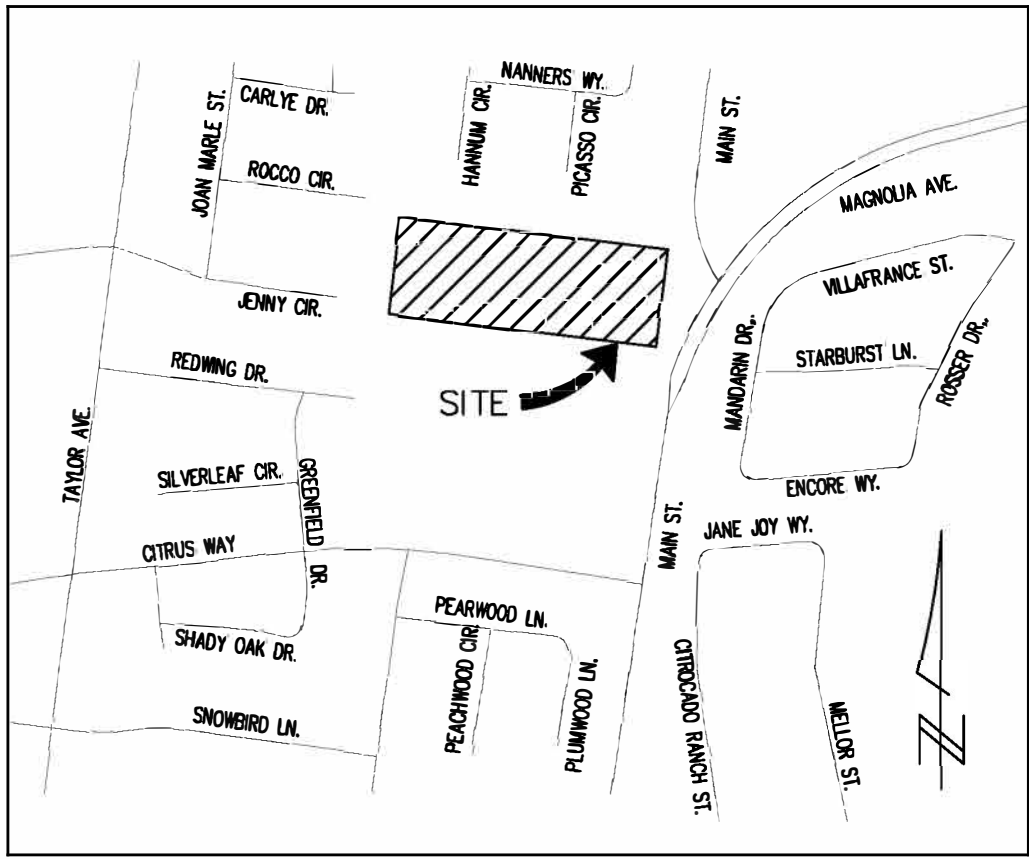 NANNERS WY.
CARLYE DR.
JOAN MARLE ST.
HANNUM CIR.
PICASSO CIR.
MAIN ST.
ROCCO CIR.
MAGNOLIA AVE.
VILLAFRANCE ST.
JENNY CIR.
REDWING DR.
MANDARIN DR.
STARBURST LN.
ROSSER DR.
SITE
TAYLOR AVE.
SILVERLEAF CIR.
GREENFIELD DR.
ENCORE WY.
CITRUS WAY
MAIN ST.
JANE JOY WY.
PEARWOOD LN.
SHADY OAK DR.
PEACHWOOD CIR.
PLUMWOOD LN.
CITROCADO RANCH ST.
MELLOR ST.
SNOWBIRD LN.
N